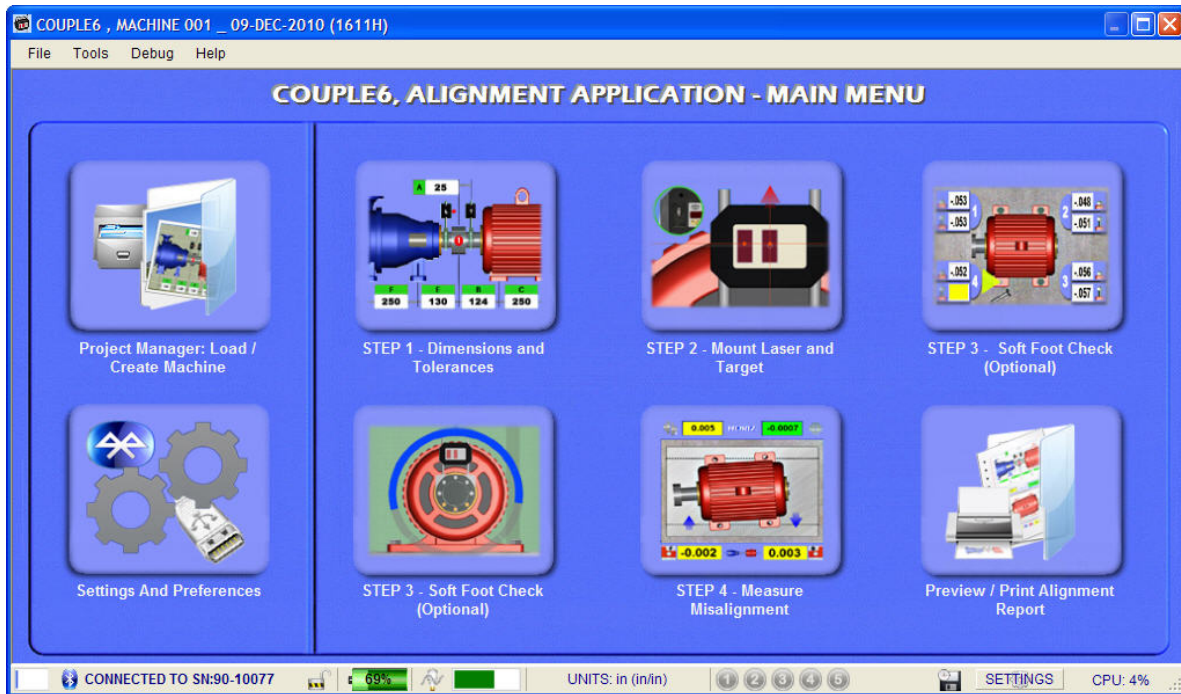 COUPLE6 , MACHINE 001 _ 09-DEC-2010 (1611H)
File Tools Debug Help
COUPLE6, ALIGNMENT APPLICATION - MAIN MENU
A 25
F E B C
250 130 124 250
-.053 -.048
-.053 1 2 -.051
-.052 -.056
4 3 -.057
Project Manager: Load /
Create Machine
STEP 1 - Dimensions and
Tolerances
STEP 2 - Mount Laser and
Target
STEP 3 - Soft Foot Check
(Optional)
0.005 HORIZ -0.0007
-0.002 0.003
Settings And Preferences
STEP 3 - Soft Foot Check
(Optional)
STEP 4 - Measure
Misalignment
Preview / Print Alignment
Report
CONNECTED TO SN:90-10077 69% UNITS: in (in/in) 1 2 3 4 5 SETTINGS CPU: 4%